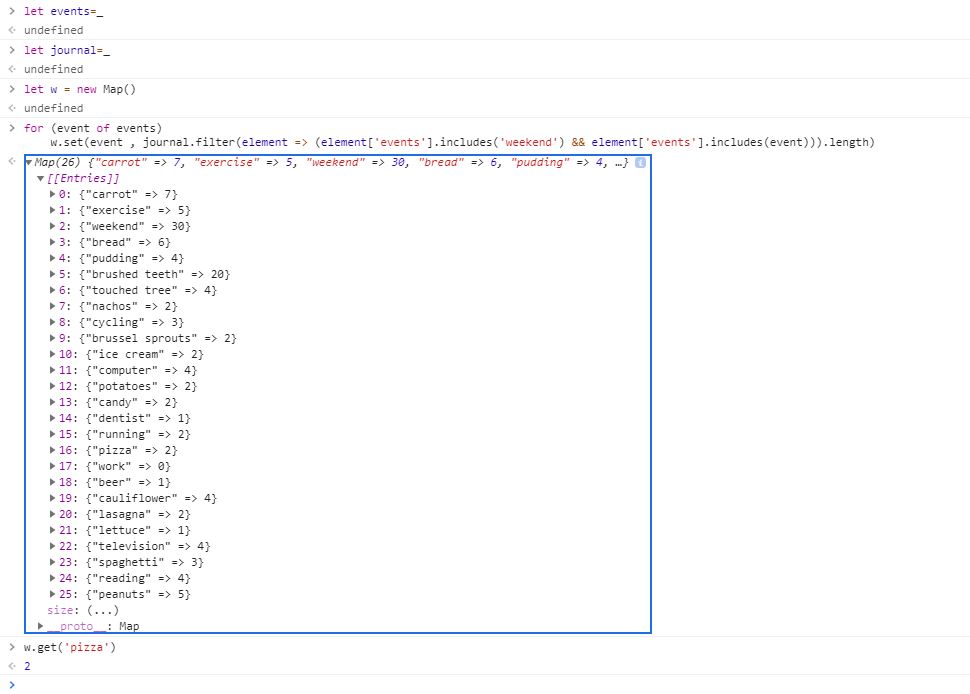 > let events=_
<· undefined
> let journal=_
<· undefined
> let w = new Map()
<· undefined
> for (event of events)
w.set(event , journal.filter(element => (element['events'].includes('weekend') && element['events'].includes(event))).length)
<· ▼Map(26) {"carrot" => 7, "exercise" => 5, "weekend" => 30, "bread" => 6, "pudding" => 4, …} i
▼[[Entries]]
▶0: {"carrot" => 7}
▶1: {"exercise" => 5}
▶2: {"weekend" => 30}
▶3: {"bread" => 6}
▶4: {"pudding" => 4}
▶5: {"brushed teeth" => 20}
▶6: {"touched tree" => 4}
▶7: {"nachos" => 2}
▶8: {"cycling" => 3}
▶9: {"brussel sprouts" => 2}
▶10: {"ice cream" => 2}
▶11: {"computer" => 4}
▶12: {"potatoes" => 2}
▶13: {"candy" => 2}
▶14: {"dentist" => 1}
▶15: {"running" => 2}
▶16: {"pizza" => 2}
▶17: {"work" => 0}
▶18: {"beer" => 1}
▶19: {"cauliflower" => 4}
▶20: {"lasagna" => 2}
▶21: {"lettuce" => 1}
▶22: {"television" => 4}
▶23: {"spaghetti" => 3}
▶24: {"reading" => 4}
▶25: {"peanuts" => 5}
size: (...)
▶__proto__: Map
> w.get('pizza')
<· 2
>